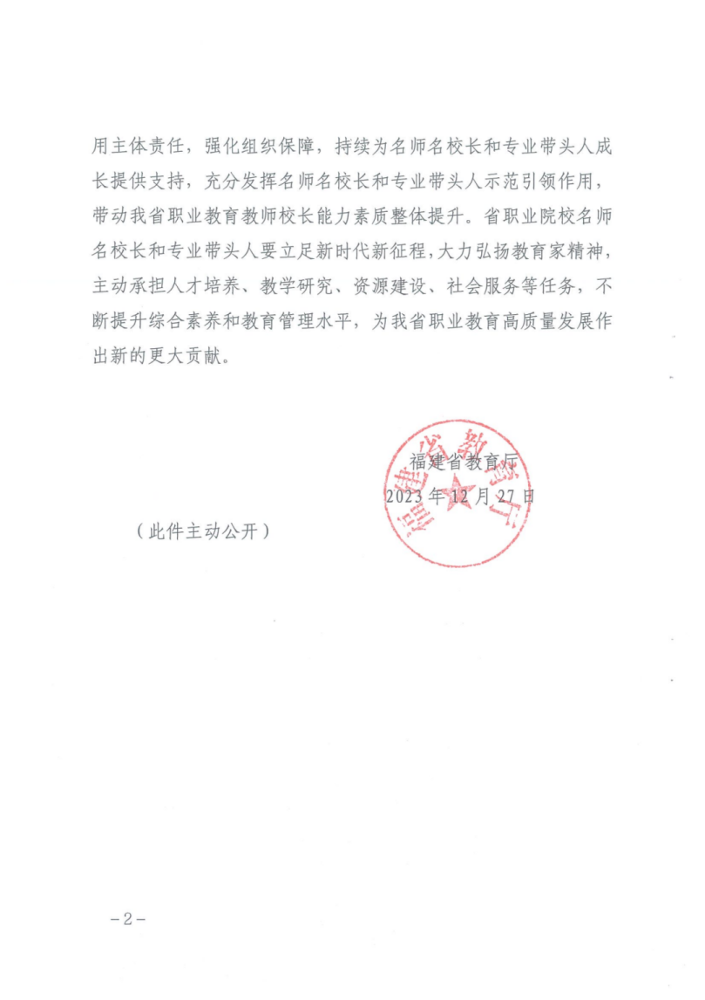 用主体责任，强化组织保障，持续为名师名校长和专业带头人成
长提供支持，充分发挥名师名校长和专业带头人示范引领作用，
带动我省职业教育教师校长能力素质整体提升。省职业院校名师
名校长和专业带头人要立足新时代新征程，大力弘扬教育家精神，
主动承担人才培养、教学研究、资源建设、社会服务等任务，不
断提升综合素养和教育管理水平，为我省职业教育高质量发展作
出新的更大贡献。
福建省教育厅
福建省教育厅
2023 年 12 月 27 日
（此件主动公开）
－2－